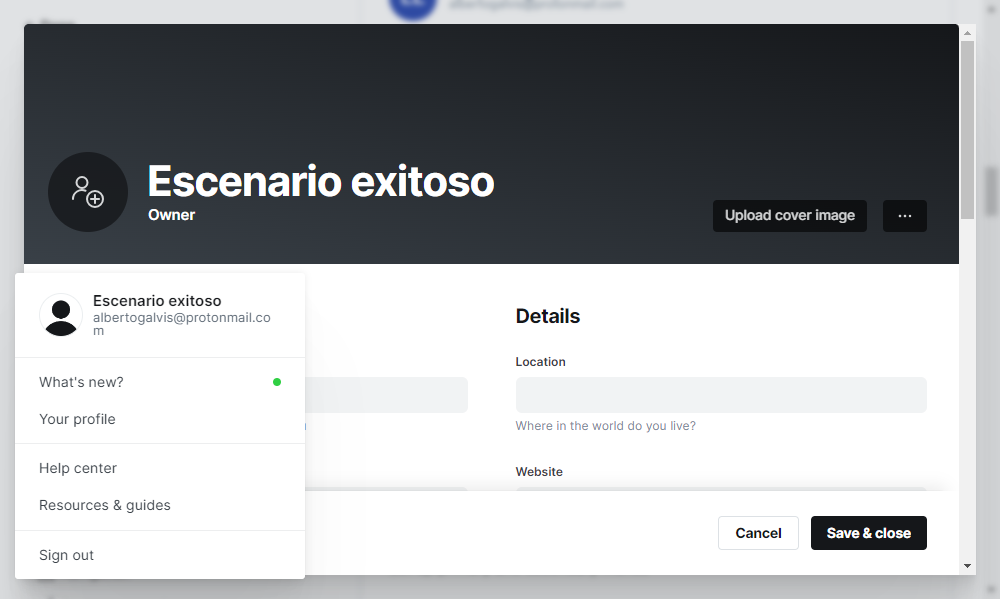 albertogalvis@protonmail.com
Escenario exitoso
Owner
Upload cover image
Escenario exitoso
albertogalvis@protonmail.co
m
What's new?
Your profile
Help center
Resources & guides
Sign out
Details
Location
Where in the world do you live?
Website
Cancel
Save & close